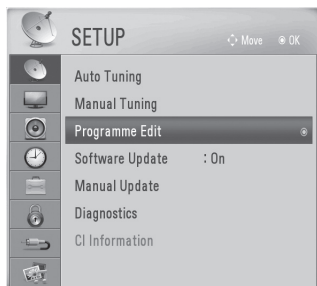 SETUP
Move OK
Auto Tuning
Manual Tuning
Programme Edit
Software Update : On
Manual Update
Diagnostics
CI Information